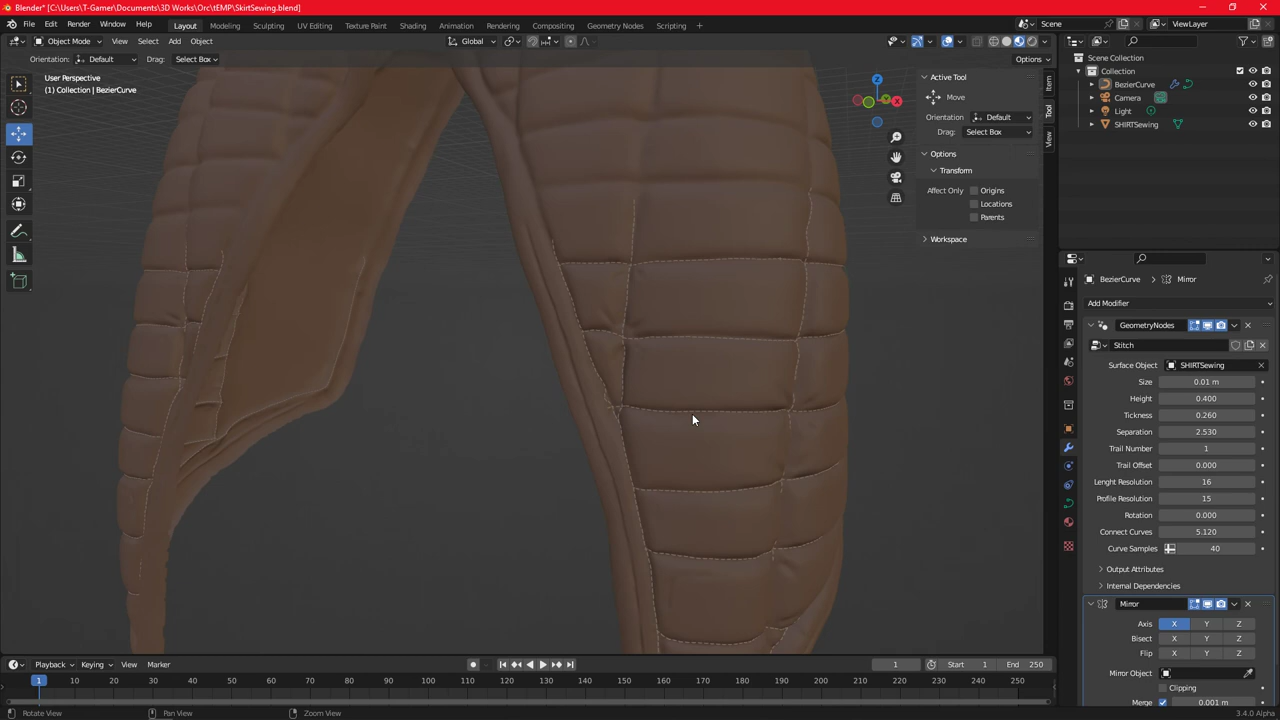 Blender* [C:\Users\T-Gamer\Documents\3D Works\Orc\tEMP\SkirtSewing.blend]
File Edit Render Window Help Layout Modeling Sculpting UV Editing Texture Paint Shading Animation Rendering Compositing Geometry Nodes Scripting + Scene ViewLayer
Object Mode View Select Add Object Global
Orientation: Default Drag: Select Box Options
User Perspective
(1) Collection | BezierCurve
Z
X
Y
Active Tool
Move
Orientation Default
Drag: Select Box
Options
Transform
Affect Only Origins
Locations
Parents
Workspace
Item
Tool
View
Scene Collection
Collection
BezierCurve
Camera
Light
SHIRTSewing
BezierCurve Mirror
Add Modifier
GeometryNodes
Stitch
Surface Object SHIRTSewing
Size 0.01 m
Height 0.400
Tickness 0.260
Separation 2.530
Trail Number 1
Trail Offset 0.000
Lenght Resolution 16
Profile Resolution 15
Rotation 0.000
Connect Curves 5.120
Curve Samples 40
Output Attributes
Internal Dependencies
Mirror
Axis X Y Z
Bisect X Y Z
Flip X Y Z
Mirror Object
Clipping
Merge 0.001 m
Playback Keying View Marker 1 Start 1 End 250
1 10 20 30 40 50 60 70 80 90 100 110 120 130 140 150 160 170 180 190 200 210 220 230 240 250
Rotate View Pan View Zoom View 3.4.0 Alpha